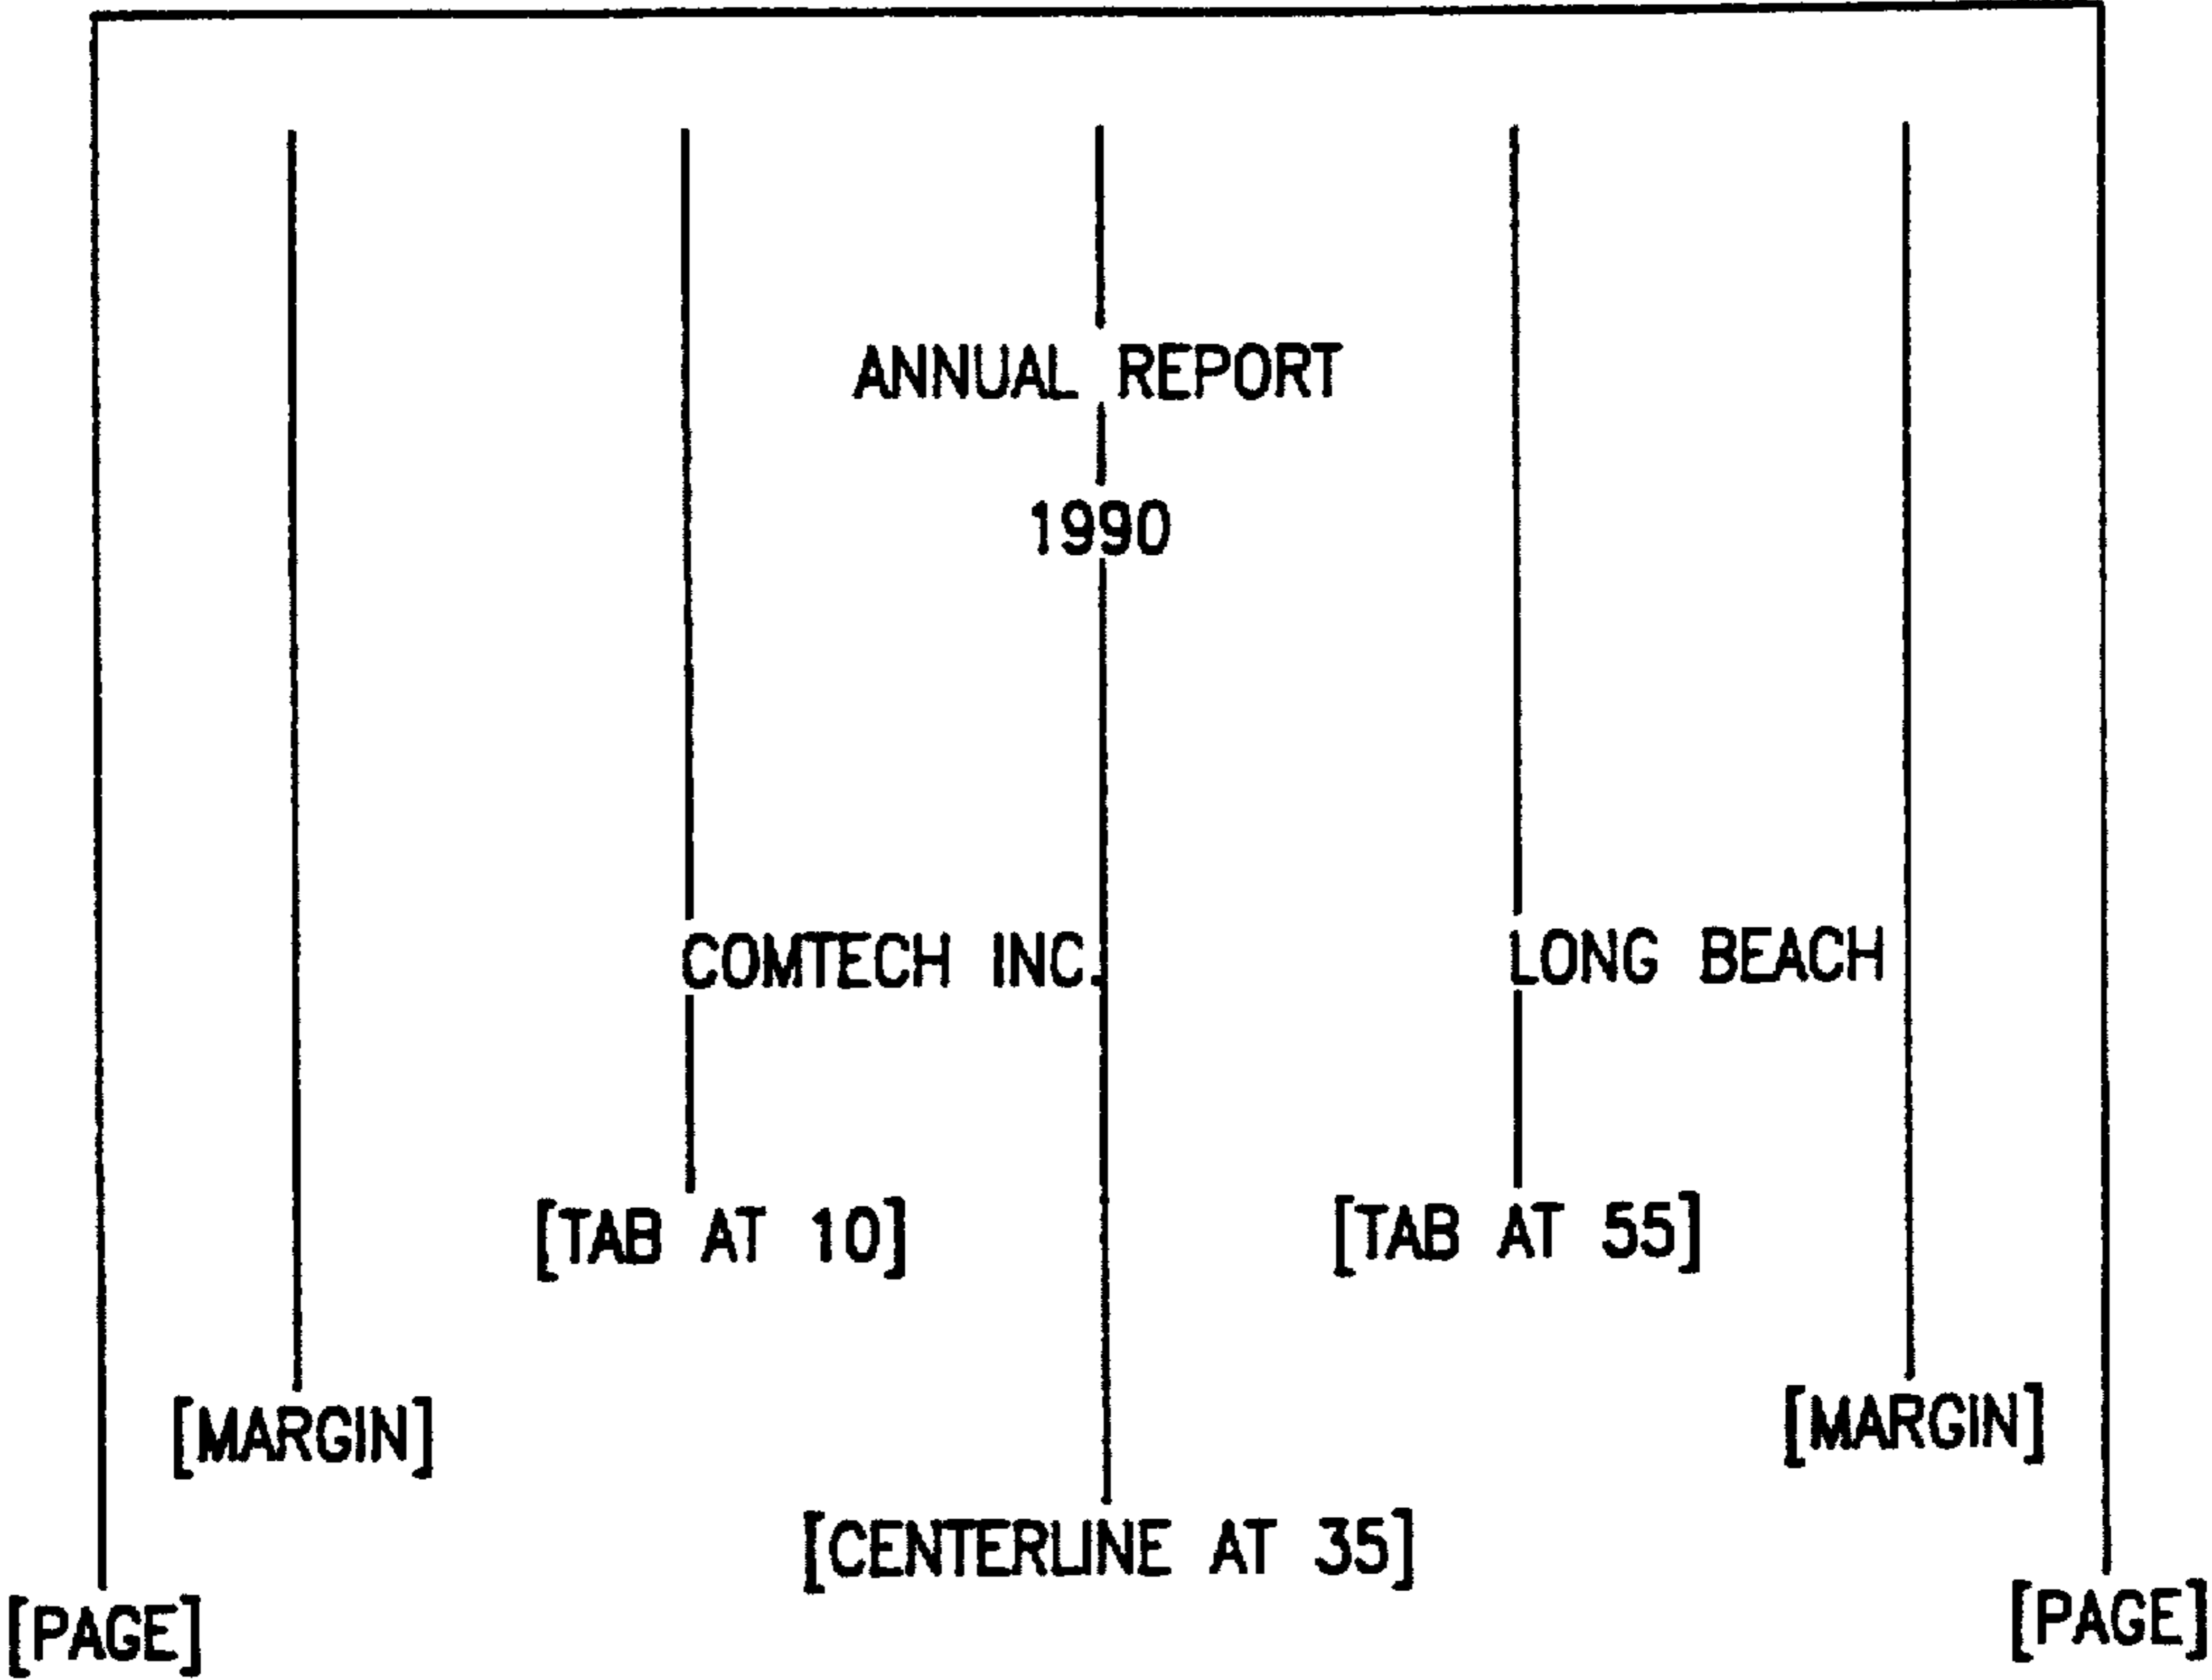 ANNUAL REPORT
1990
COMTECH INC. LONG BEACH
[TAB AT 10] [TAB AT 55]
[MARGIN] [MARGIN]
[CENTERLINE AT 35]
[PAGE] [PAGE]